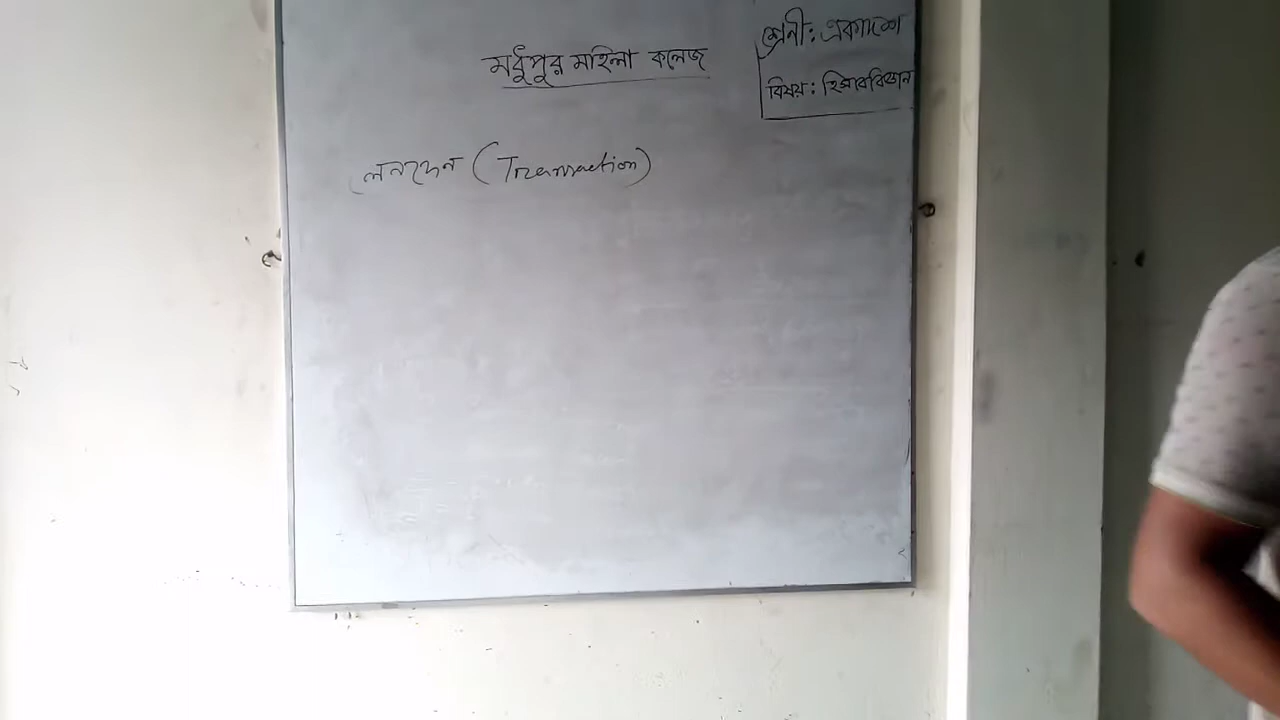 মধুপুর মহিলা কলেজ
শ্রেনী: একাদশ
বিষয়: হিসাববিজ্ঞান
লেনদেন (Transaction)